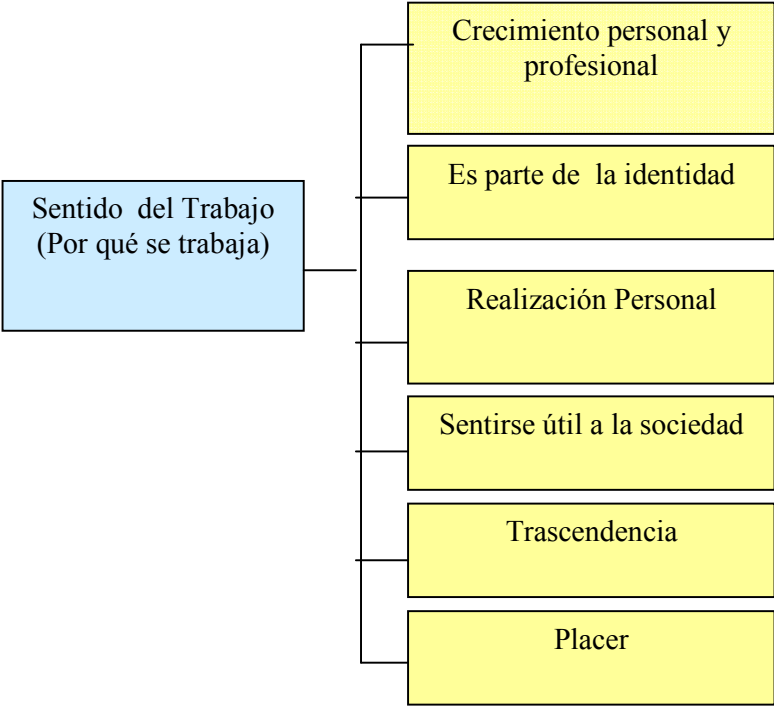 Sentido del Trabajo
(Por qué se trabaja)
Crecimiento personal y
profesional
Es parte de la identidad
Realización Personal
Sentirse útil a la sociedad
Trascendencia
Placer